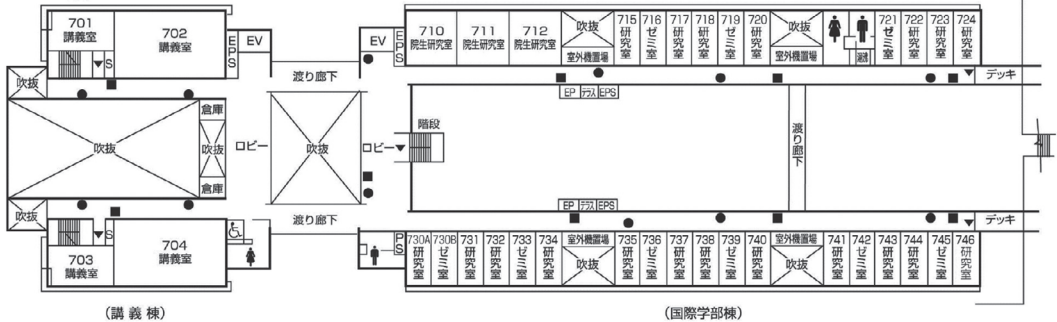 701
講義室
702
講義室
S
EPS
EV
EV
EPS
710
院生研究室
711
院生研究室
712
院生研究室
吹抜
室外機置場
715
研究室
716
ゼミ室
717
研究室
718
研究室
719
ゼミ室
720
研究室
吹抜
室外機置場
721
ゼミ室
722
研究室
723
研究室
724
研究室
吹抜
渡り廊下
デッキ
EP
テラス
EPS
倉庫
吹抜
吹抜
倉庫
ロビー
吹抜
ロビー
階段
渡り廊下
吹抜
渡り廊下
EP
テラス
EPS
デッキ
S
703
講義室
704
講義室
PS
730A
研究室
730B
ゼミ室
731
研究室
732
研究室
733
ゼミ室
734
研究室
室外機置場
吹抜
735
研究室
736
ゼミ室
737
研究室
738
研究室
739
ゼミ室
740
研究室
室外機置場
吹抜
741
研究室
742
ゼミ室
743
研究室
744
研究室
745
ゼミ室
746
研究室
(講義棟)
(国際学部棟)